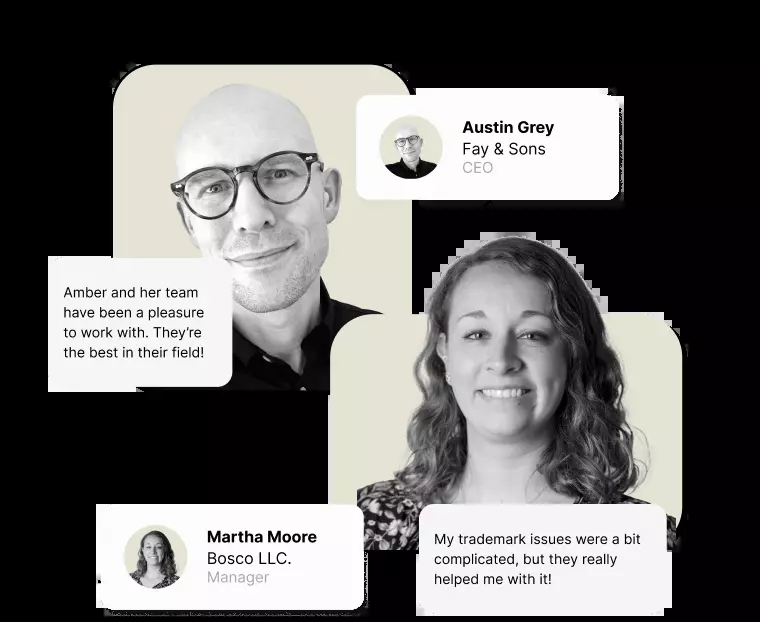 Austin Grey
Fay & Sons
CEO
Amber and her team
have been a pleasure
to work with. They’re
the best in their field!
Martha Moore
Bosco LLC.
Manager
My trademark issues were a bit
complicated, but they really
helped me with it!